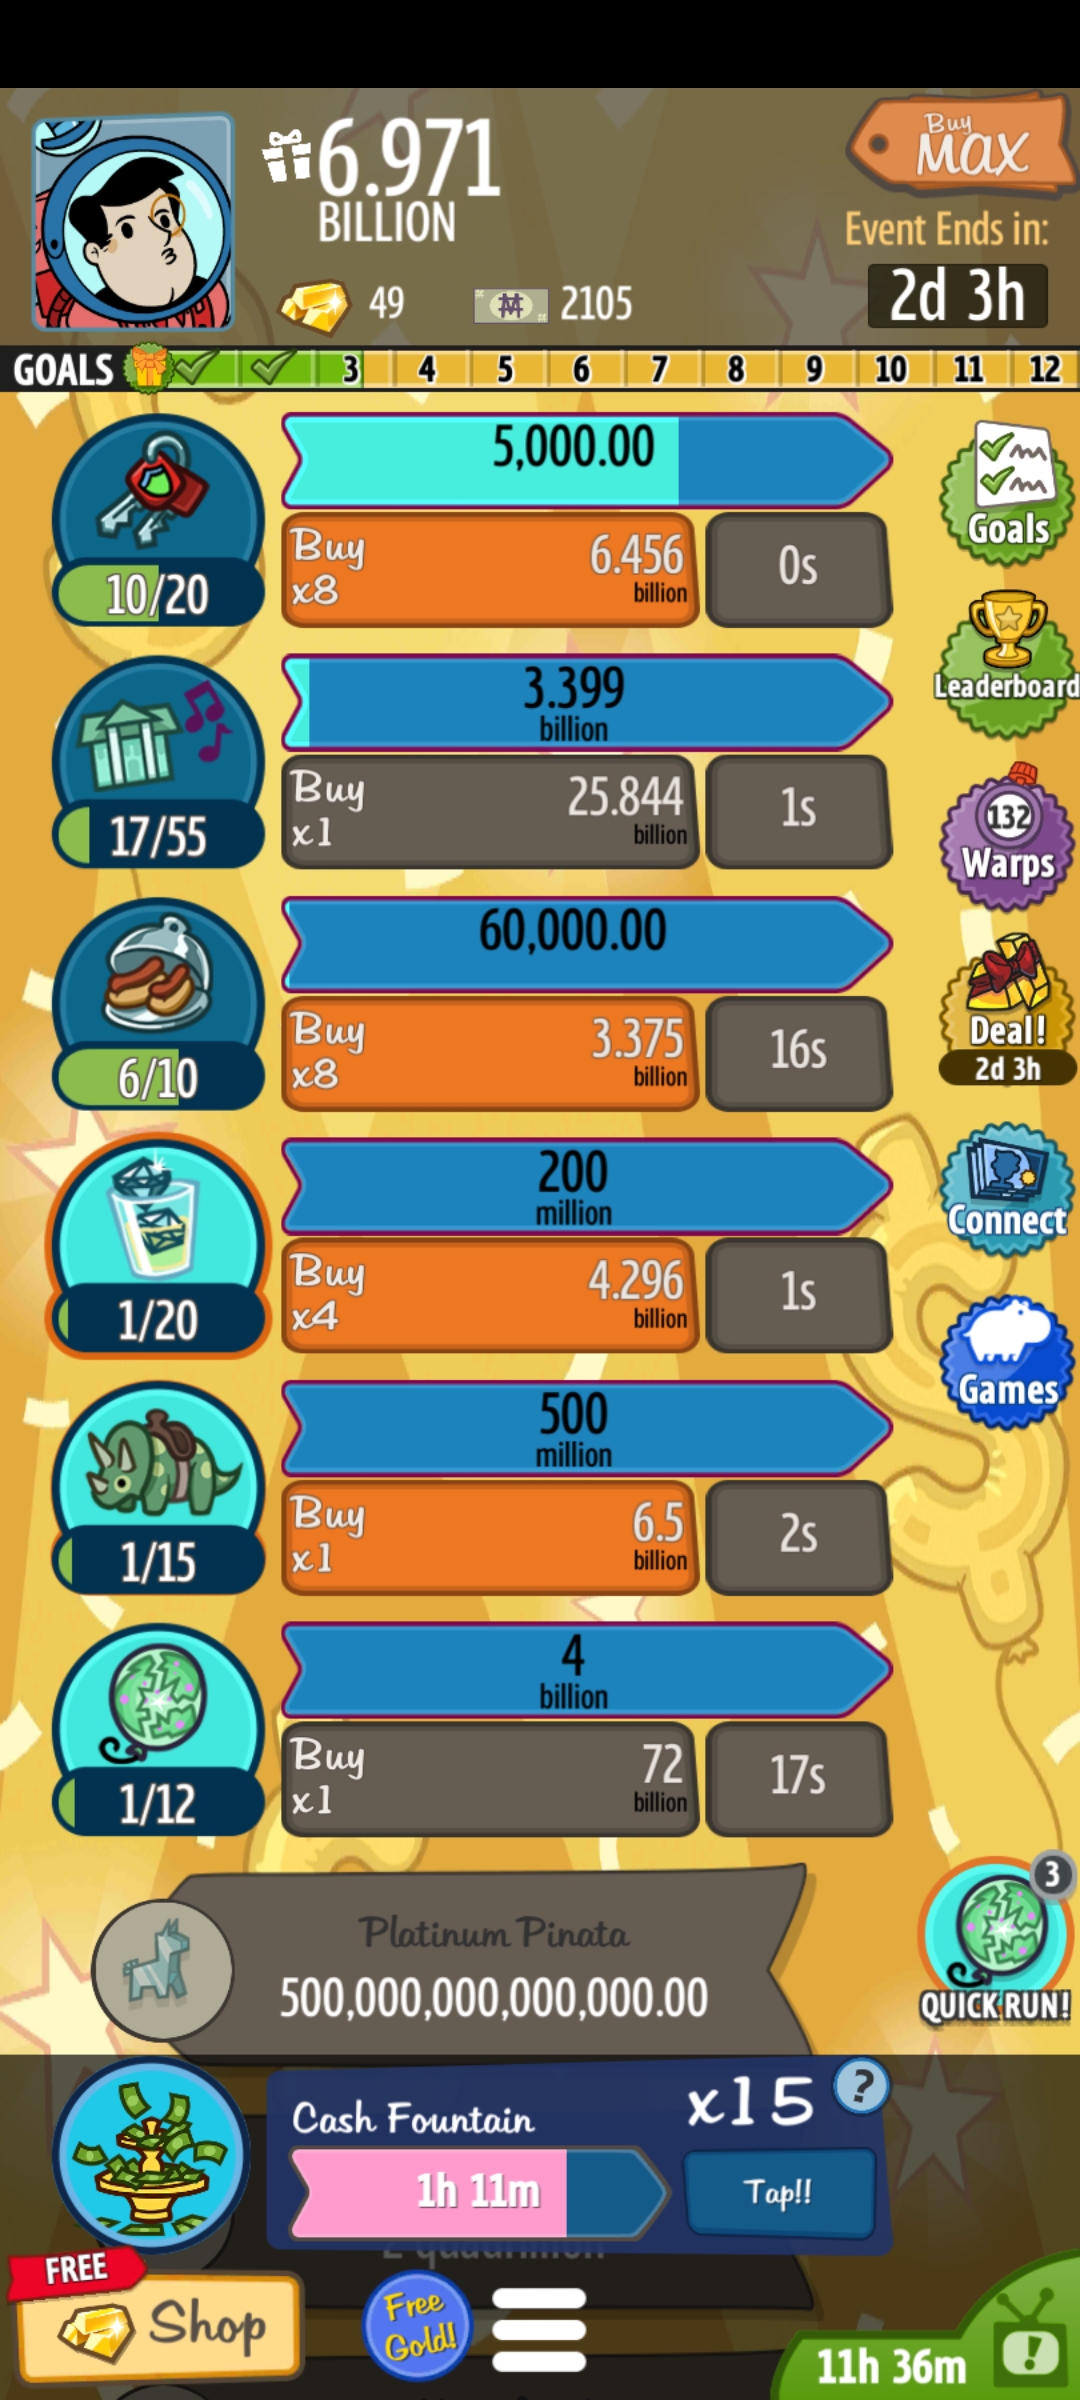 6.971
BILLION
49
2105
Buy
MAX
Event Ends in:
2d 3h
GOALS 3 4 5 6 7 8 9 10 11 12
5,000.00
Buy
x8
6.456
billion
0s
10/20
Goals
3.399
billion
Buy
x1
25.844
billion
1s
17/55
Leaderboard
132
Warps
60,000.00
Buy
x8
3.375
billion
16s
6/10
Deal!
2d 3h
200
million
Buy
x4
4.296
billion
1s
1/20
Connect
Games
500
million
Buy
x1
6.5
billion
2s
1/15
4
billion
Buy
x1
72
billion
17s
1/12
Platinum Pinata
500,000,000,000,000.00
3
QUICK RUN!
Cash Fountain
x15
?
1h 11m
Tap!!
2 quadrillion
FREE
Shop
Free
Gold!
11h 36m
!